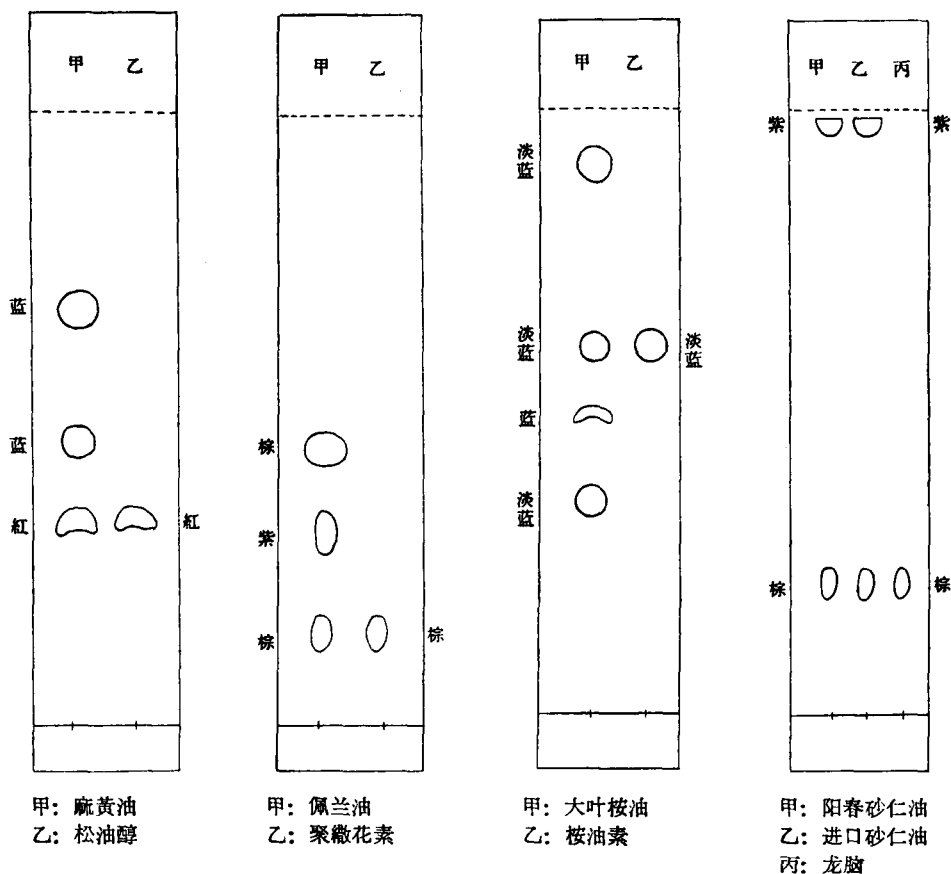 甲 乙
蓝
蓝
紅 紅
甲: 麻黄油
乙: 松油醇
甲 乙
棕
紫
棕 棕
甲: 佩兰油
乙: 聚繖花素
甲 乙
淡蓝
淡蓝 淡蓝
蓝
淡蓝
甲: 大叶桉油
乙: 桉油素
甲 乙 丙
紫 紫
棕 棕
甲: 阳春砂仁油
乙: 进口砂仁油
丙: 龙脑